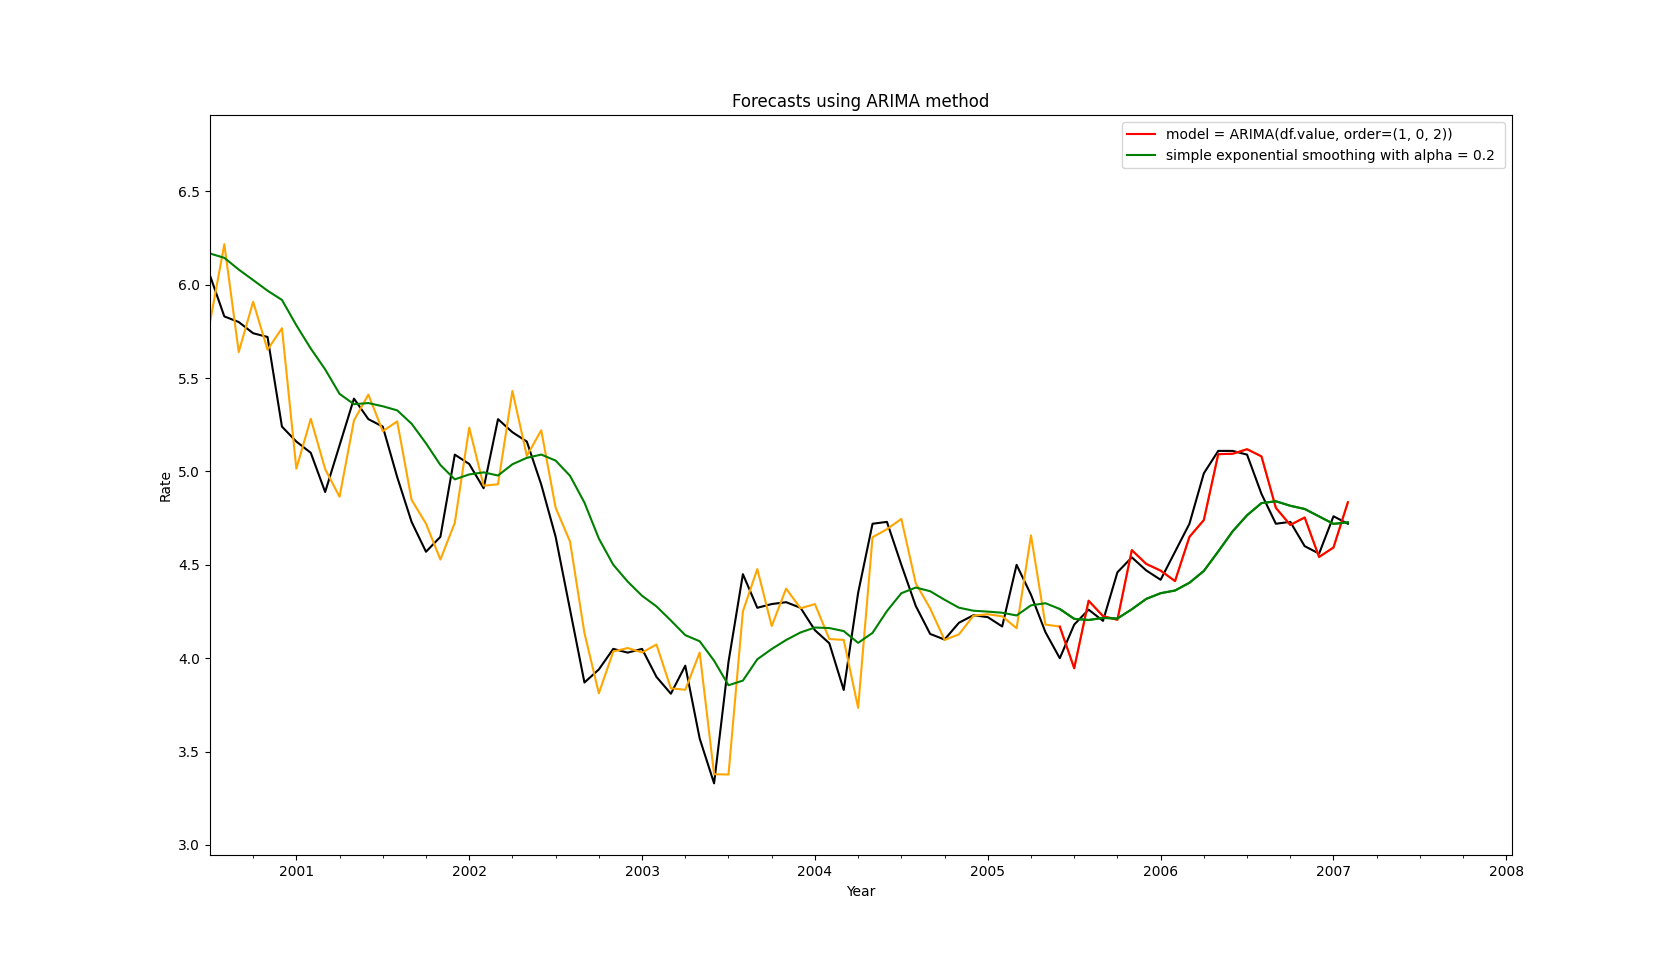 Forecasts using ARIMA method
model = ARIMA(df.value, order=(1, 0, 2))
simple exponential smoothing with alpha = 0.2
Rate
6.5
6.0
5.5
5.0
4.5
4.0
3.5
3.0
2001 2002 2003 2004 2005 2006 2007 2008
Year